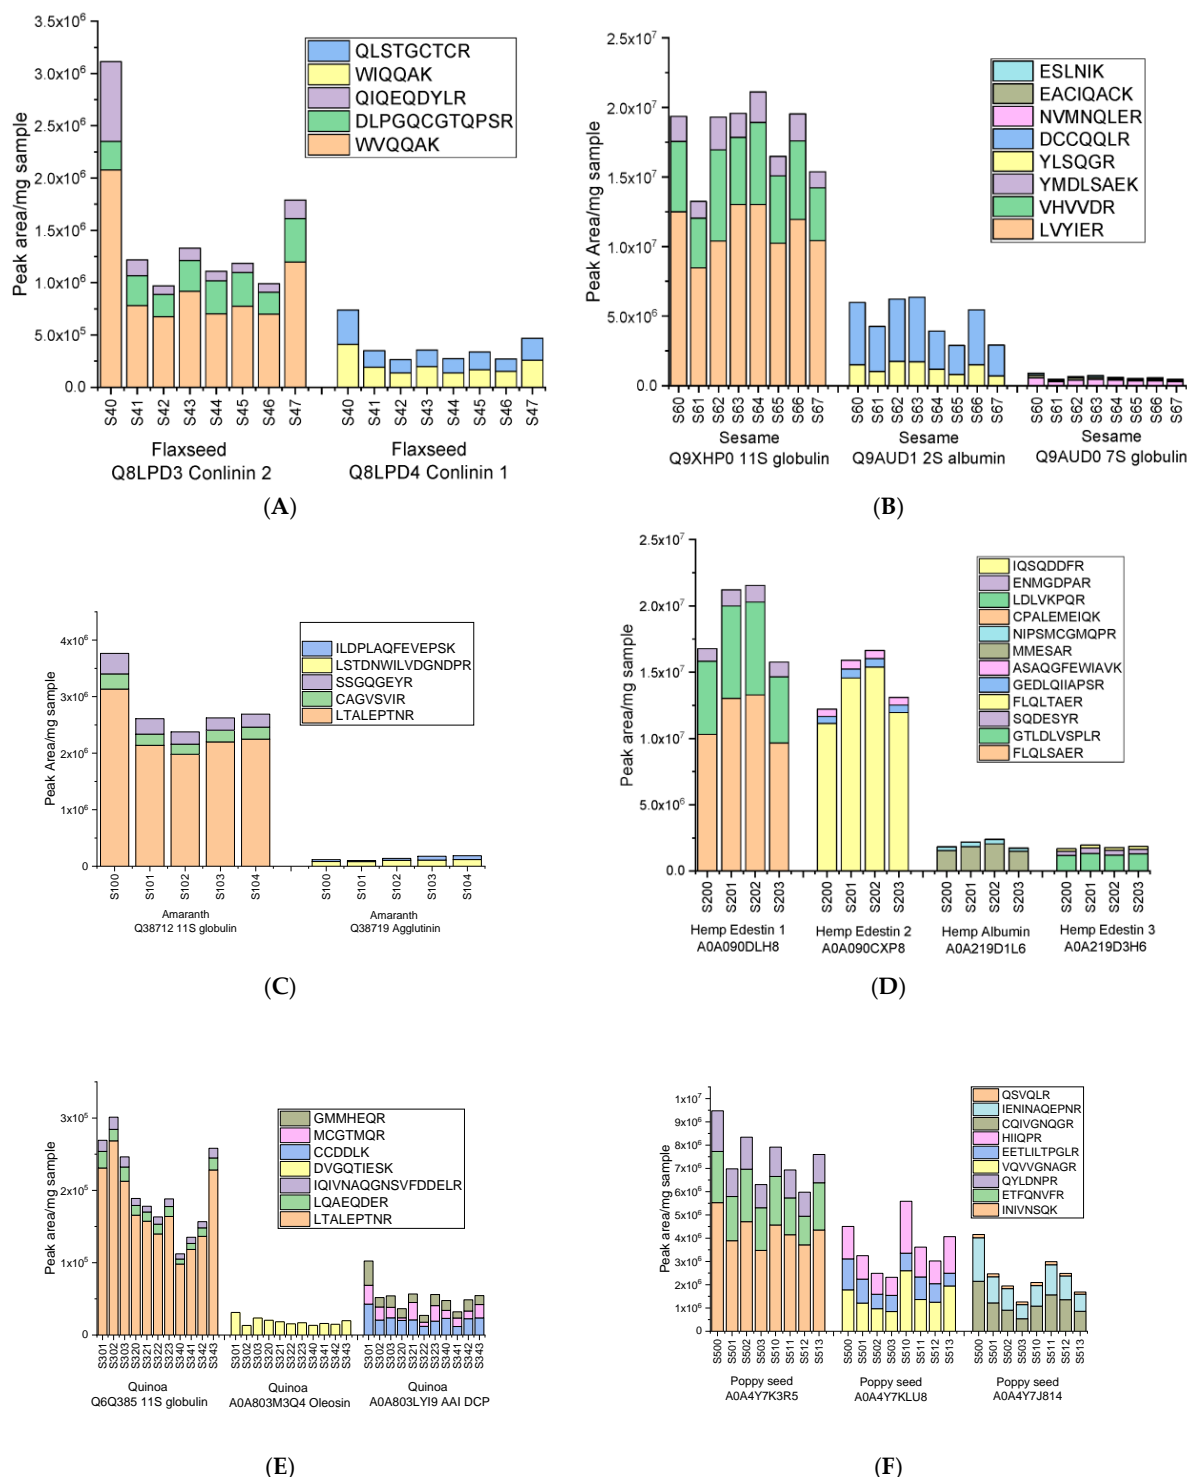 3.5x10⁶
3.0x10⁶
2.5x10⁶
2.0x10⁶
1.5x10⁶
1.0x10⁶
5.0x10⁵
0.0
Peak area/mg sample
QLSTGCTCR
WIQQAK
QIQEQDYLR
DLPGQCGTQPSR
WVQQAK
S40 S41 S42 S43 S44 S45 S46 S47 S40 S41 S42 S43 S44 S45 S46 S47
Flaxseed Flaxseed
Q8LPD3 Conlinin 2 Q8LPD4 Conlinin 1
(A)
2.5x10⁷
2.0x10⁷
1.5x10⁷
1.0x10⁷
5.0x10⁶
0.0
Peak Area/mg sample
ESLNIK
EACIQACK
NVMNQLER
DCCQQLR
YLSQGR
YMDLSAEK
VHVVDR
LVYIER
S60 S61 S62 S63 S64 S65 S66 S67 S60 S61 S62 S63 S64 S65 S66 S67 S60 S61 S62 S63 S64 S65 S66 S67
Sesame Sesame Sesame
Q9XHP0 11S globulin Q9AUD1 2S albumin Q9AUD0 7S globulin
(B)
4x10⁶
3x10⁶
2x10⁶
1x10⁶
0
Peak Area/mg sample
ILDPLAQFEVEPSK
LSTDNWILVDGNDPR
SSGQGEYR
CAGVSVIR
LTALEPTNR
S100 S101 S102 S103 S104 S100 S101 S102 S103 S104
Amaranth Amaranth
Q38712 11S globulin Q38719 Agglutinin
(C)
2.5x10⁷
2.0x10⁷
1.5x10⁷
1.0x10⁷
5.0x10⁶
0.0
Peak area/mg sample
IQSQDDFR
ENMGDPAR
LDLVKPQR
CPALEMEIQK
NIPSMCGMQPR
MMESAR
ASAQGFEWIAVK
GEDLQIIAPSR
FLQLTAER
SQDESYR
GTLDLVSPLR
FLQLSAER
S200 S201 S202 S203 S200 S201 S202 S203 S200 S201 S202 S203 S200 S201 S202 S203
Hemp Edestin 1 Hemp Edestin 2 Hemp Albumin Hemp Edestin 3
A0A090DLH8 A0A090CXP8 A0A219D1L6 A0A219D3H6
(D)
3x10⁵
2x10⁵
1x10⁵
0
Peak area/mg sample
GMMHEQR
MCGTMQR
CCDDLK
DVGQTIESK
IQIVNAQGNSVFDDELR
LQAEQDER
LTALEPTNR
S301 S302 S303 S320 S321 S322 S323 S340 S341 S342 S343 S301 S302 S303 S320 S321 S322 S323 S340 S341 S342 S343 S301 S302 S303 S320 S321 S322 S323 S340 S341 S342 S343
Quinoa Quinoa Quinoa
Q6Q385 11S globulin A0A803M3Q4 Oleosin A0A803LYI9 AAI DCP
(E)
1x10⁷
9x10⁶
8x10⁶
7x10⁶
6x10⁶
5x10⁶
4x10⁶
3x10⁶
2x10⁶
1x10⁶
0
Peak area/mg sample
QSVQLR
IENINAQEPNR
CQIVGNQGR
HIIQPR
EETLILTPGLR
VQVVGNAGR
QYLDNPR
ETFQNVFR
INIVNSQK
S500 S501 S502 S503 S510 S511 S512 S513 S500 S501 S502 S503 S510 S511 S512 S513 S500 S501 S502 S503 S510 S511 S512 S513
Poppy seed Poppy seed Poppy seed
A0A4Y7K3R5 A0A4Y7KLU8 A0A4Y7J814
(F)